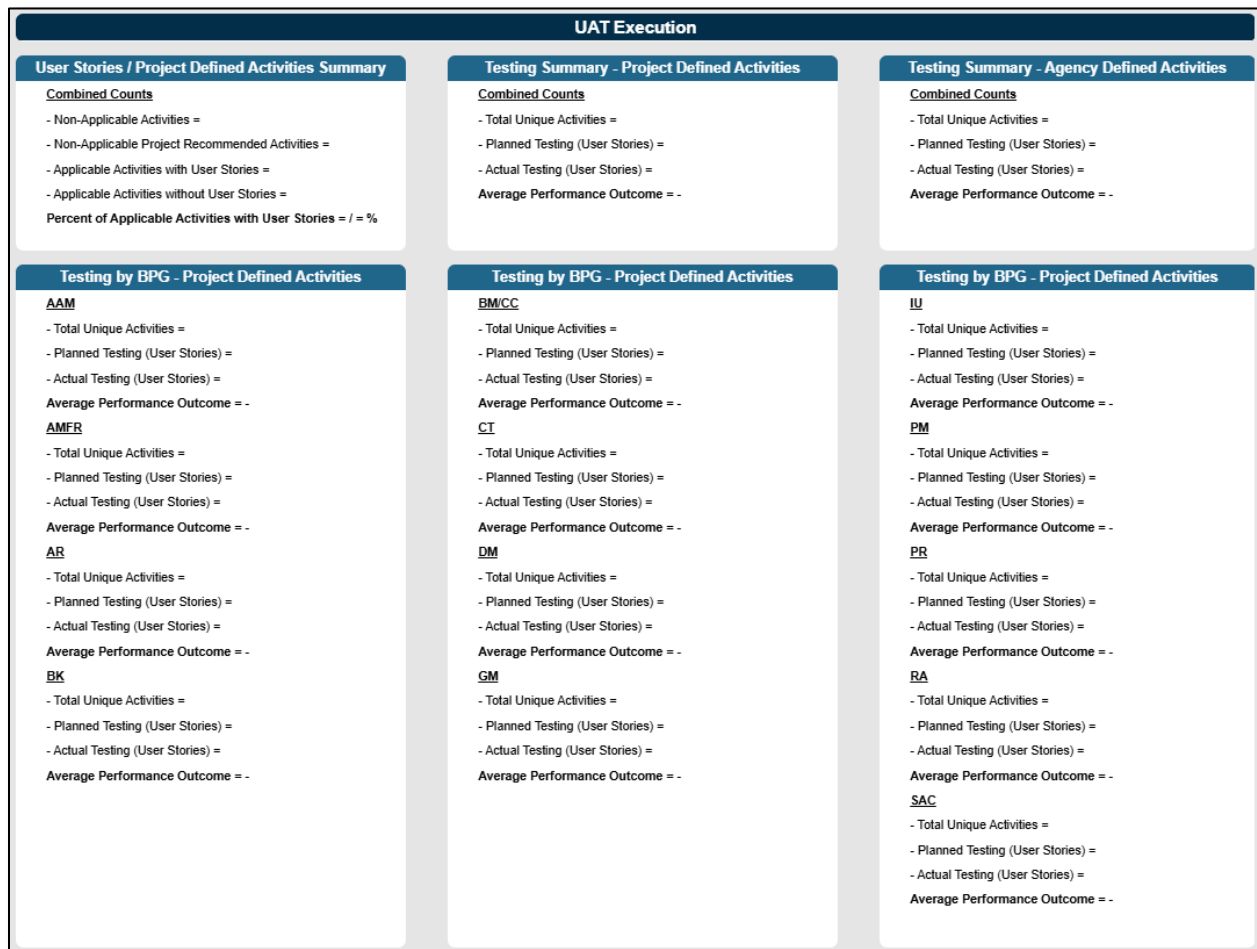 UAT Execution
User Stories / Project Defined Activities Summary
Combined Counts
- Non-Applicable Activities =
- Non-Applicable Project Recommended Activities =
- Applicable Activities with User Stories =
- Applicable Activities without User Stories =
Percent of Applicable Activities with User Stories = / = %
Testing Summary - Project Defined Activities
Combined Counts
- Total Unique Activities =
- Planned Testing (User Stories) =
- Actual Testing (User Stories) =
Average Performance Outcome = -
Testing Summary - Agency Defined Activities
Combined Counts
- Total Unique Activities =
- Planned Testing (User Stories) =
- Actual Testing (User Stories) =
Average Performance Outcome = -
Testing by BPG - Project Defined Activities
AAM
- Total Unique Activities =
- Planned Testing (User Stories) =
- Actual Testing (User Stories) =
Average Performance Outcome = -
AMFR
- Total Unique Activities =
- Planned Testing (User Stories) =
- Actual Testing (User Stories) =
Average Performance Outcome = -
AR
- Total Unique Activities =
- Planned Testing (User Stories) =
- Actual Testing (User Stories) =
Average Performance Outcome = -
BK
- Total Unique Activities =
- Planned Testing (User Stories) =
- Actual Testing (User Stories) =
Average Performance Outcome = -
Testing by BPG - Project Defined Activities
BM/CC
- Total Unique Activities =
- Planned Testing (User Stories) =
- Actual Testing (User Stories) =
Average Performance Outcome = -
CT
- Total Unique Activities =
- Planned Testing (User Stories) =
- Actual Testing (User Stories) =
Average Performance Outcome = -
DM
- Total Unique Activities =
- Planned Testing (User Stories) =
- Actual Testing (User Stories) =
Average Performance Outcome = -
GM
- Total Unique Activities =
- Planned Testing (User Stories) =
- Actual Testing (User Stories) =
Average Performance Outcome = -
Testing by BPG - Project Defined Activities
IU
- Total Unique Activities =
- Planned Testing (User Stories) =
- Actual Testing (User Stories) =
Average Performance Outcome = -
PM
- Total Unique Activities =
- Planned Testing (User Stories) =
- Actual Testing (User Stories) =
Average Performance Outcome = -
PR
- Total Unique Activities =
- Planned Testing (User Stories) =
- Actual Testing (User Stories) =
Average Performance Outcome = -
RA
- Total Unique Activities =
- Planned Testing (User Stories) =
- Actual Testing (User Stories) =
Average Performance Outcome = -
SAC
- Total Unique Activities =
- Planned Testing (User Stories) =
- Actual Testing (User Stories) =
Average Performance Outcome = -